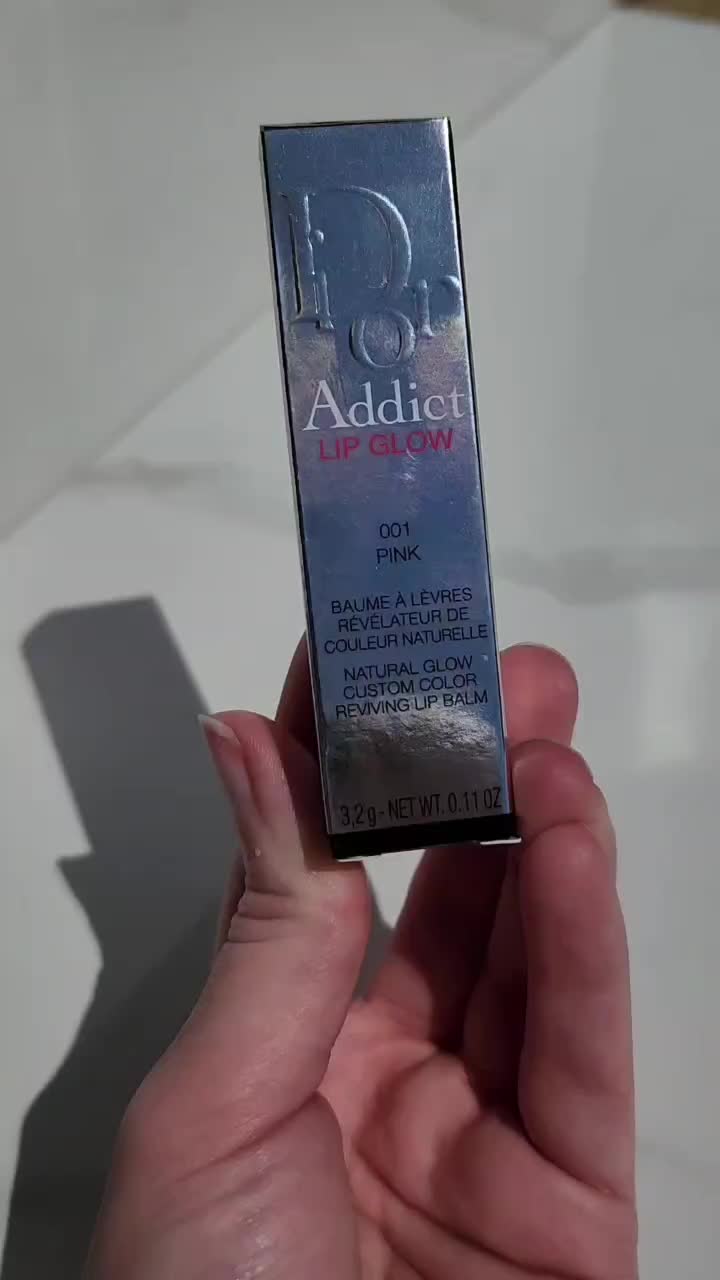 Dior
Addict
LIP GLOW
001
PINK
BAUME À LÈVRES
RÉVÉLATEUR DE
COULEUR NATURELLE
NATURAL GLOW
CUSTOM COLOR
REVIVING LIP BALM
3,2 g - NET WT. 0.11 OZ